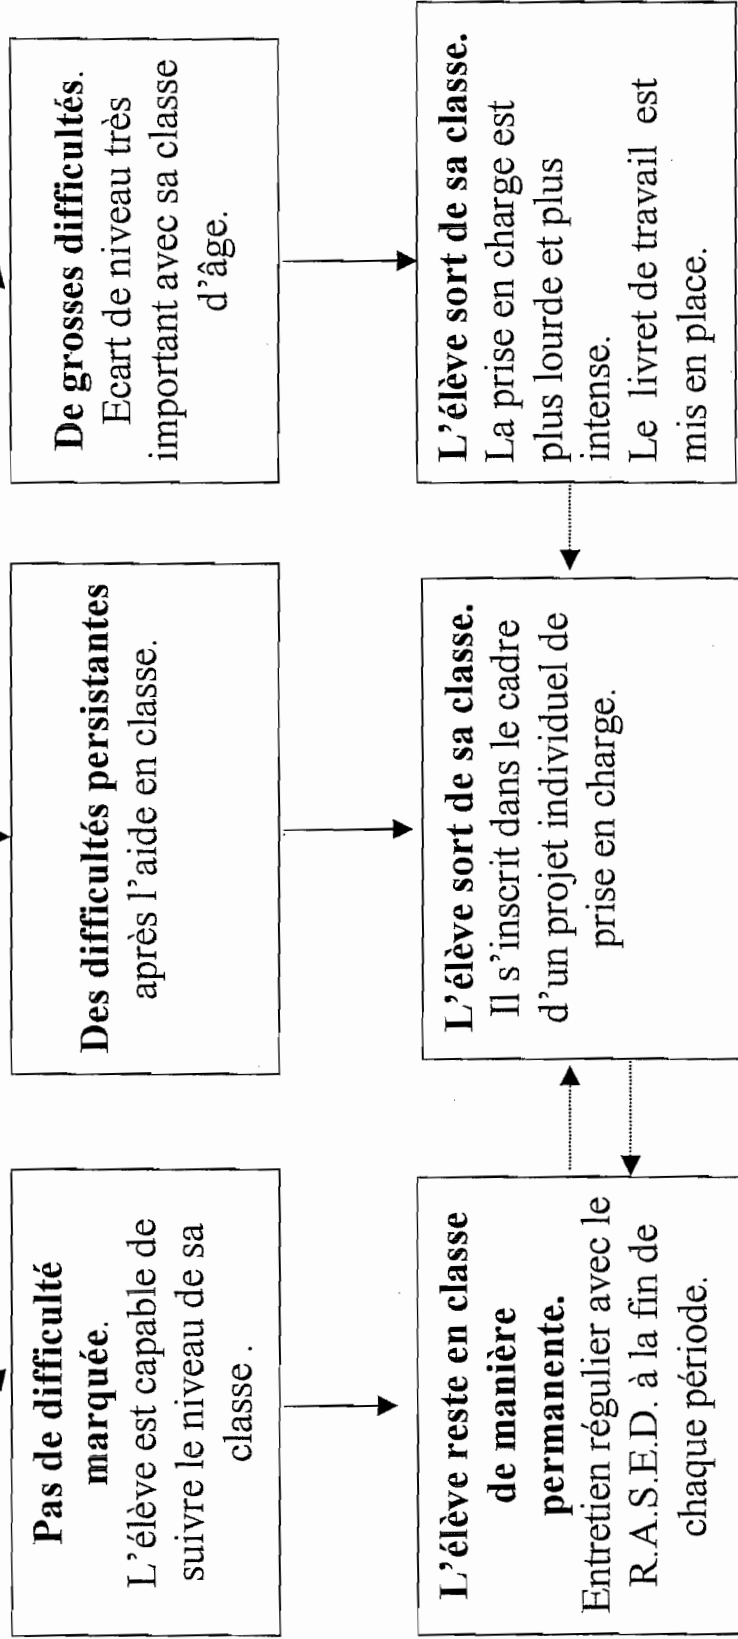 Pas de difficulté
marquée.
L'élève est capable de
suivre le niveau de sa
classe .
Des difficultés persistantes
après l'aide en classe.
De grosses difficultés.
Ecart de niveau très
important avec sa classe
d'âge.
L'élève reste en classe
de manière
permanente.
Entretien régulier avec le
R.A.S.E.D. à la fin de
chaque période.
L'élève sort de sa classe.
Il s'inscrit dans le cadre
d'un projet individuel de
prise en charge.
L'élève sort de sa classe.
La prise en charge est
plus lourde et plus
intense.
Le livret de travail est
mis en place.